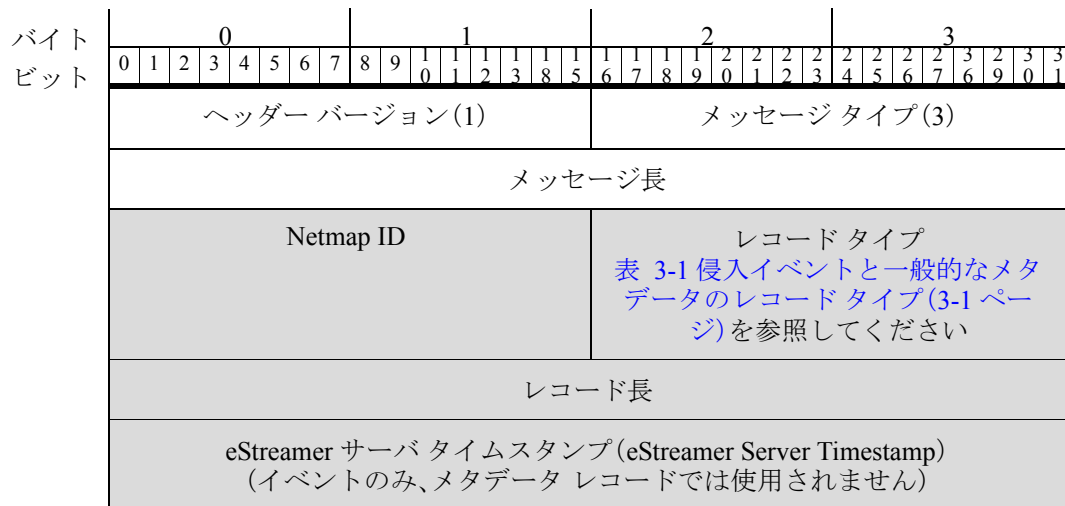 バイト 0 1 2 3
ビット 0 1 2 3 4 5 6 7 8 9 10 11 12 13 18 15 16 17 18 19 20 21 22 23 24 25 26 27 36 29 30 31
ヘッダー バージョン(1) メッセージ タイプ(3)
メッセージ長
Netmap ID レコード タイプ
表 3-1 侵入イベントと一般的なメタ
データのレコード タイプ(3-1 ペー
ジ)を参照してください
レコード長
eStreamer サーバ タイムスタンプ(eStreamer Server Timestamp)
(イベントのみ、メタデータ レコードでは使用されません)